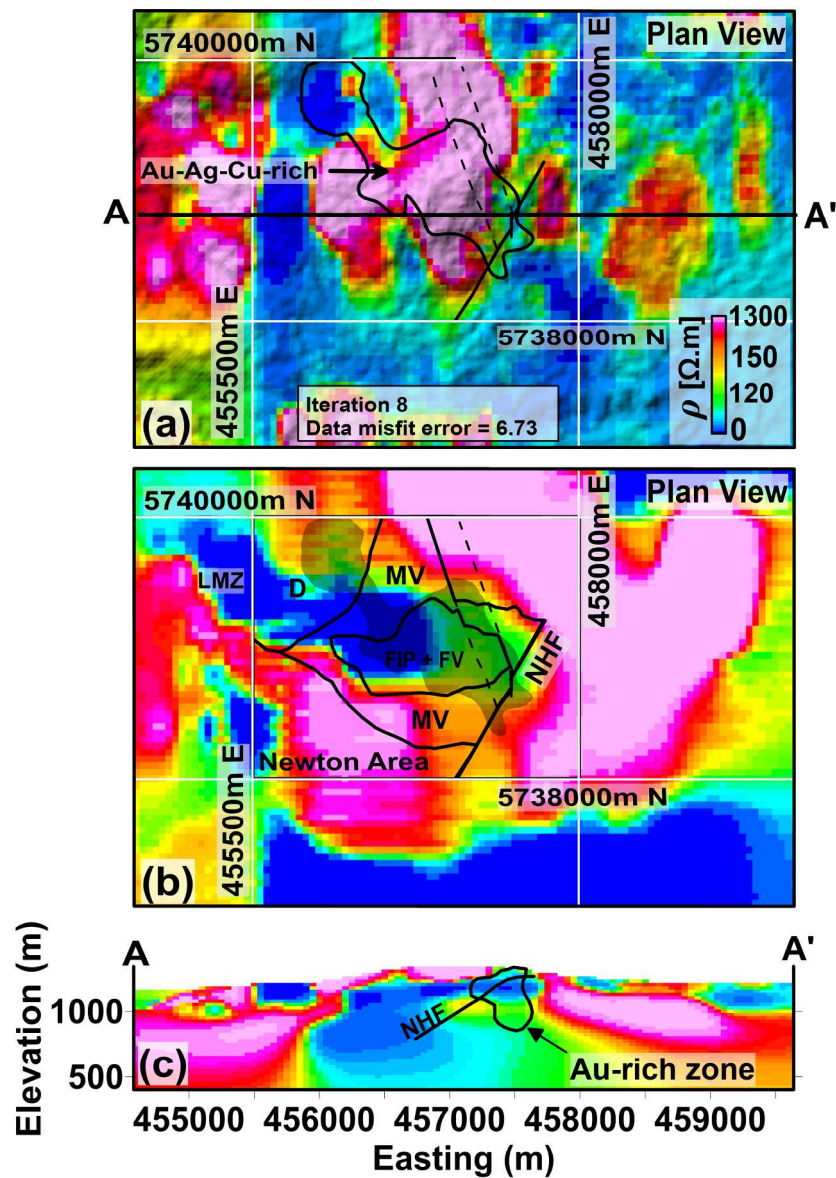 5740000m N
Plan View
458000m E
Au-Ag-Cu-rich
A
A'
455500m E
5738000m N
1300
150
120
0
ρ [Ω.m]
Iteration 8
Data misfit error = 6.73
(a)
5740000m N
Plan View
458000m E
LMZ
D
MV
FIP + FV
NHF
MV
Newton Area
455500m E
5738000m N
(b)
A
A'
Elevation (m)
1000
500
NHF
Au-rich zone
(c)
455000 456000 457000 458000 459000
Easting (m)